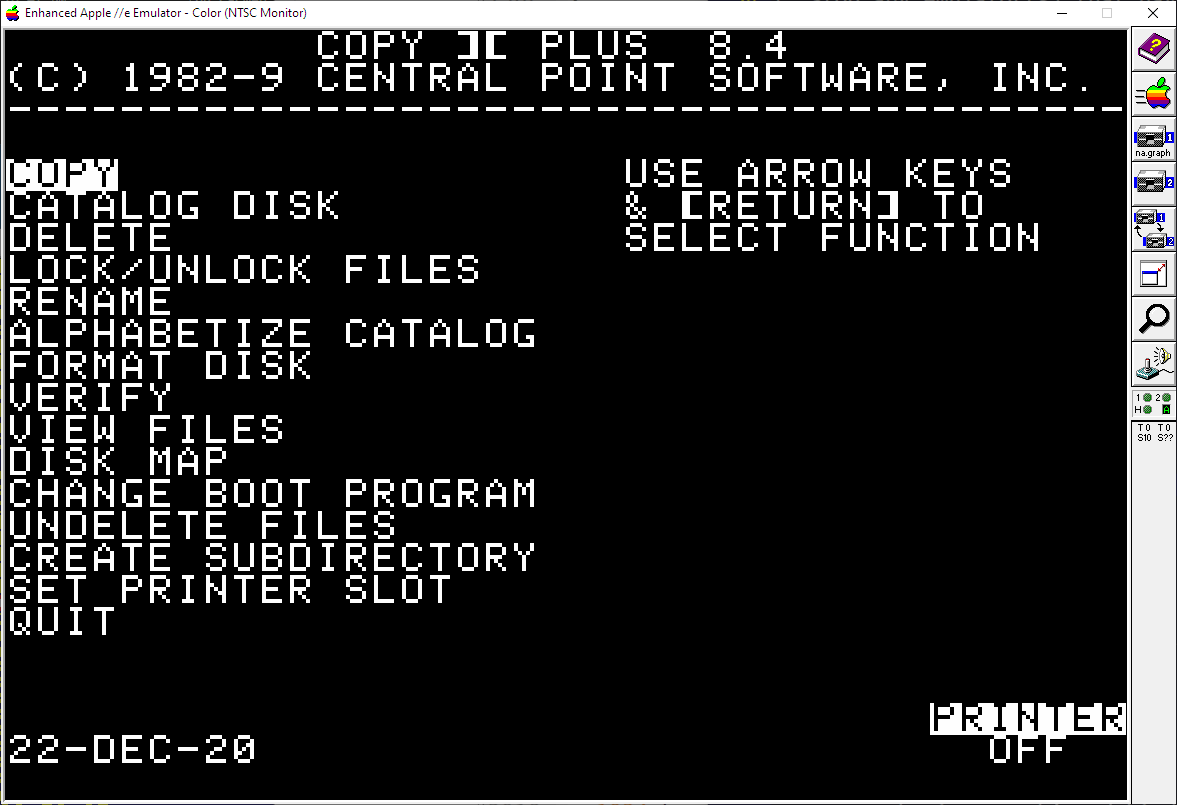 Enhanced Apple //e Emulator - Color (NTSC Monitor)
COPY ][ PLUS 8.4
(C) 1982-9 CENTRAL POINT SOFTWARE, INC.
----------------------------------------
COPY
CATALOG DISK
DELETE
LOCK/UNLOCK FILES
RENAME
ALPHABETIZE CATALOG
FORMAT DISK
VERIFY
VIEW FILES
DISK MAP
CHANGE BOOT PROGRAM
UNDELETE FILES
CREATE SUBDIRECTORY
SET PRINTER SLOT
QUIT
USE ARROW KEYS
& [RETURN] TO
SELECT FUNCTION
PRINTER
OFF
22-DEC-20
?
1
na.graph
2
1
2
1 2
H A
T0 T0
S10 S??